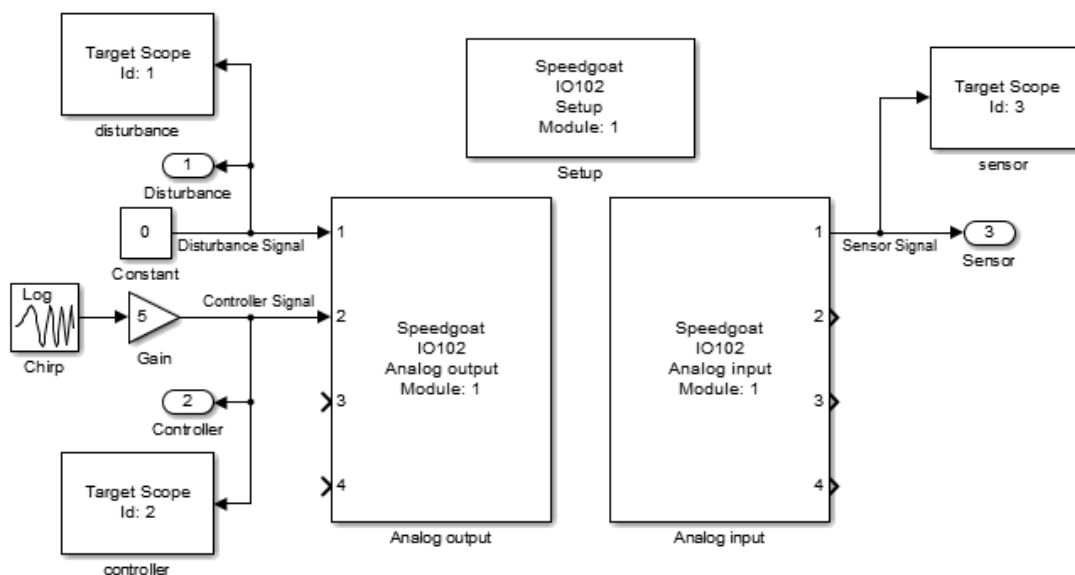 Target Scope
Id: 1
disturbance
1
Disturbance
0
Constant
Disturbance Signal
Log
Chirp
5
Gain
Controller Signal
2
Controller
Target Scope
Id: 2
controller
Speedgoat
IO102
Setup
Module: 1
Setup
1
2
3
4
Speedgoat
IO102
Analog output
Module: 1
Analog output
Speedgoat
IO102
Analog input
Module: 1
1
2
3
4
Analog input
Sensor Signal
Target Scope
Id: 3
sensor
3
Sensor